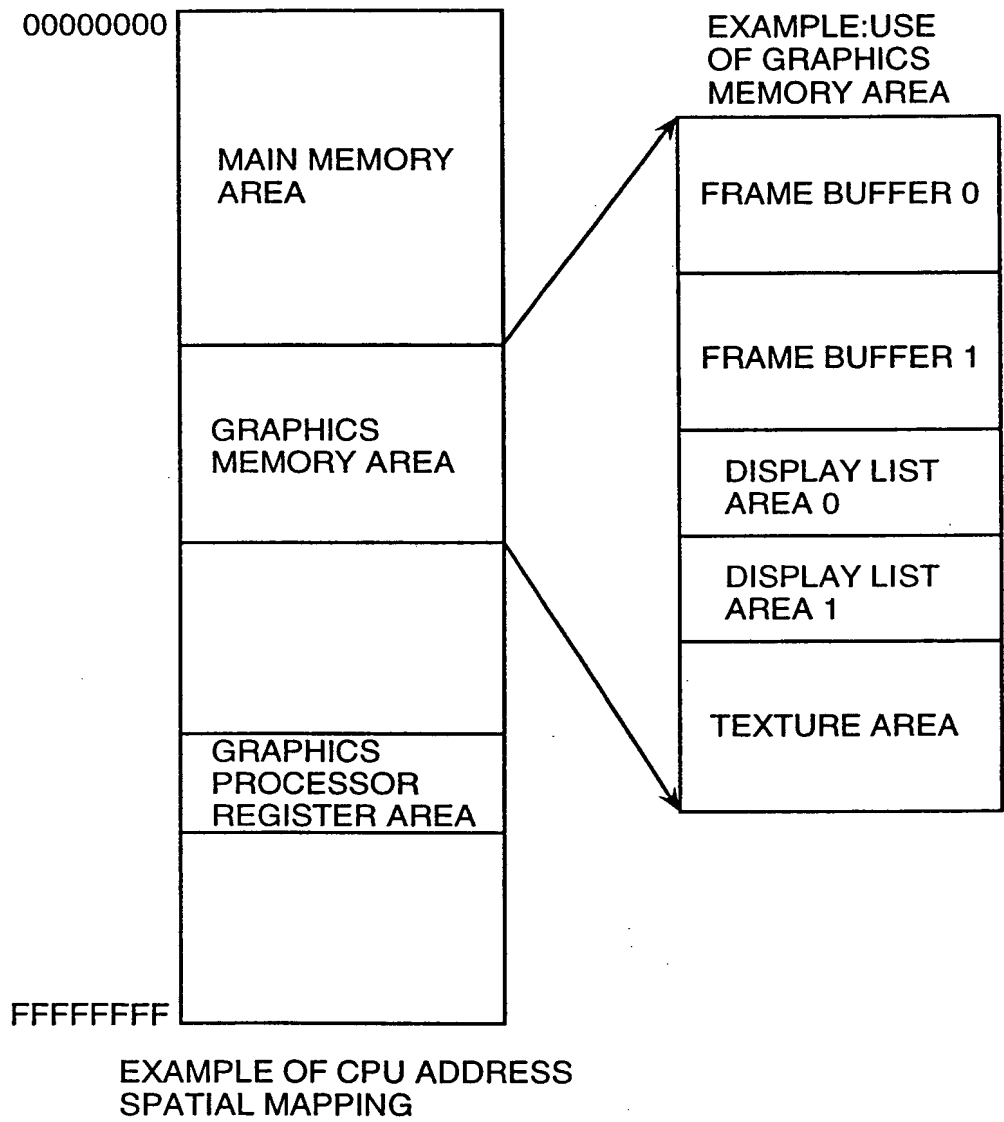 00000000
MAIN MEMORY
AREA
GRAPHICS
MEMORY AREA
GRAPHICS
PROCESSOR
REGISTER AREA
FFFFFFFF
EXAMPLE OF CPU ADDRESS
SPATIAL MAPPING
EXAMPLE:USE
OF GRAPHICS
MEMORY AREA
FRAME BUFFER 0
FRAME BUFFER 1
DISPLAY LIST
AREA 0
DISPLAY LIST
AREA 1
TEXTURE AREA